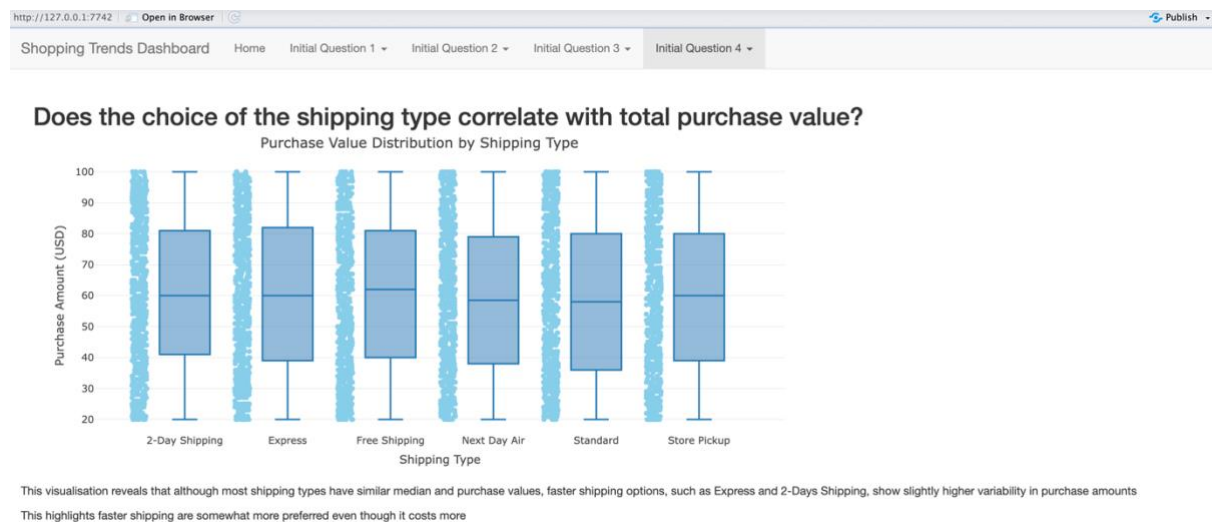 http://127.0.0.1:7742 Open in Browser Publish
Shopping Trends Dashboard Home Initial Question 1 Initial Question 2 Initial Question 3 Initial Question 4
Does the choice of the shipping type correlate with total purchase value?
Purchase Value Distribution by Shipping Type
Purchase Amount (USD)
100
90
80
70
60
50
40
30
20
2-Day Shipping Express Free Shipping Next Day Air Standard Store Pickup
Shipping Type
This visualisation reveals that although most shipping types have similar median and purchase values, faster shipping options, such as Express and 2-Days Shipping, show slightly higher variability in purchase amounts
This highlights faster shipping are somewhat more preferred even though it costs more